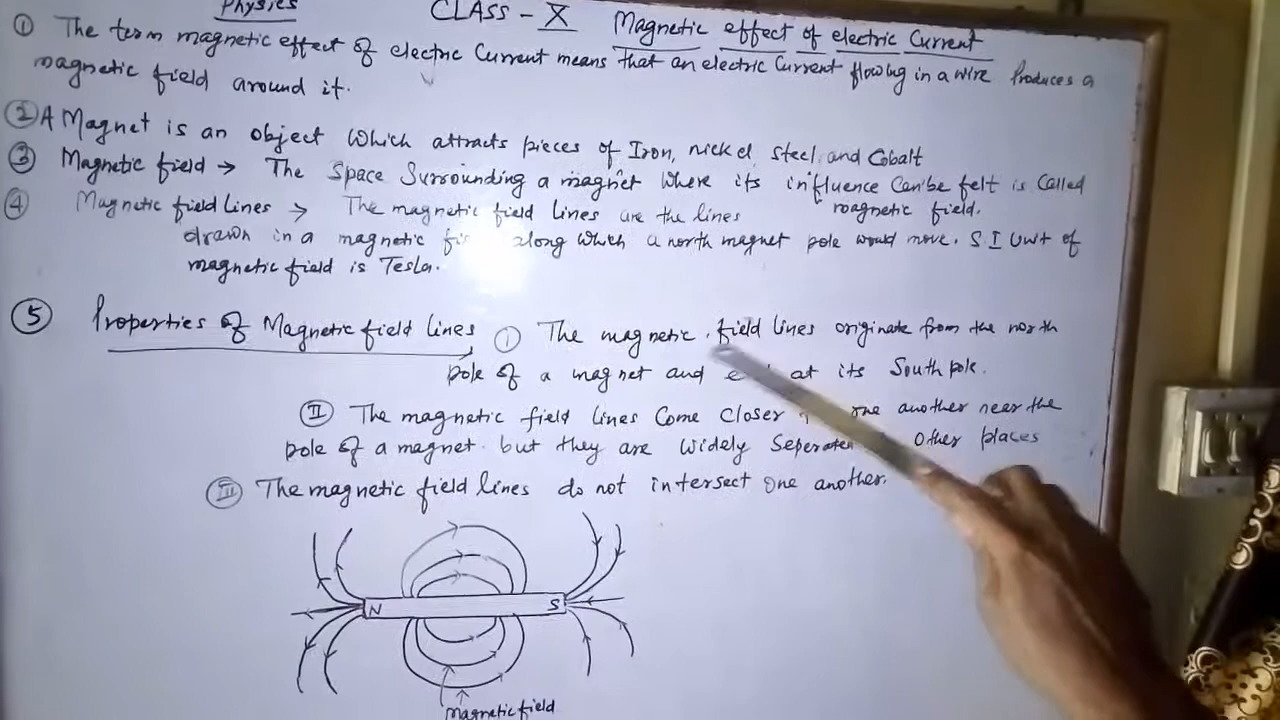 Physics CLASS - X Magnetic effect of electric Current
① The term magnetic effect of electric Current means that an electric Current flowing in a wire Produces a
magnetic field around it.
② A Magnet is an object Which attracts pieces of Iron, nickel, steel, and Cobalt
③ Magnetic field → The Space Surrounding a magnet Where its influence Can be felt is Called
magnetic field.
④ Magnetic field Lines → The magnetic field lines are the lines
drawn in a magnetic along which a north magnet pole would move. S I Unit of
magnetic field is Tesla.
⑤ Properties of Magnetic field lines, ① The magnetic field lines originate from the north
pole of a magnet and at its South pole.
Ⅱ The magnetic field lines Come Closer one another near the
pole of a magnet. but they are widely Seperated Other places
Ⅲ The magnetic field lines do not intersect one another.
N S
Magnetic field